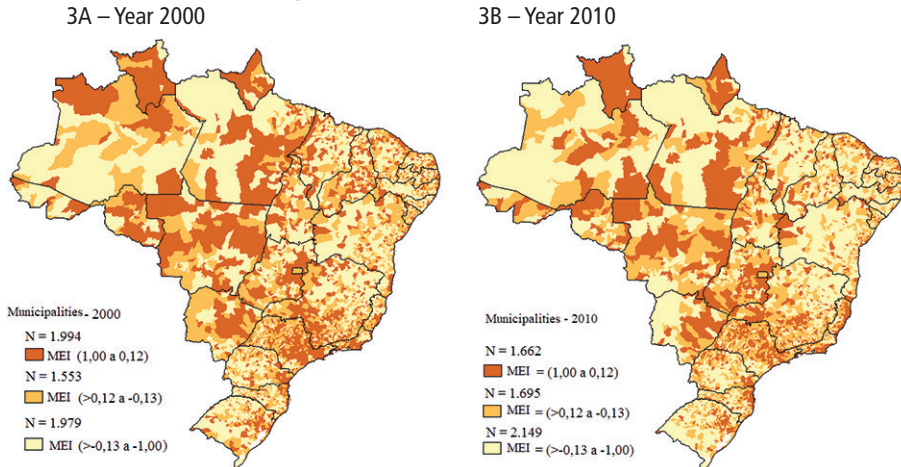 3A – Year 2000
3B – Year 2010
Municipalities - 2000
N = 1.994
MEI (1,00 a 0,12)
N = 1.553
MEI (>0,12 a -0,13)
N = 1.979
MEI (>-0,13 a -1,00)
Municipalities - 2010
N = 1.662
MEI = (1,00 a 0,12)
N = 1.695
MEI = (>0,12 a -0,13)
N = 2.149
MEI = (>-0,13 a -1,00)